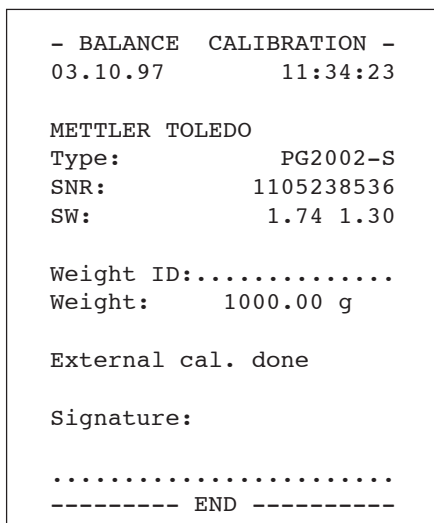 - BALANCE CALIBRATION -
03.10.97 11:34:23
METTLER TOLEDO
Type: PG2002-S
SNR: 1105238536
SW: 1.74 1.30
Weight ID:..............
Weight: 1000.00 g
External cal. done
Signature:
........................
--------- END ----------